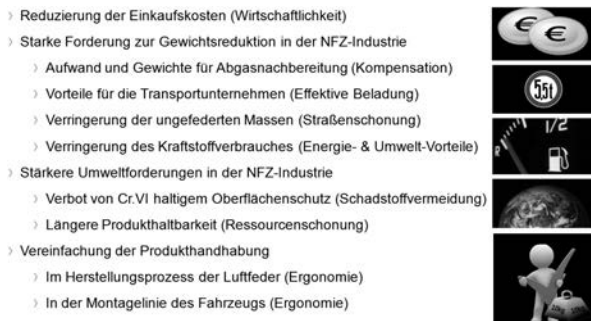 Reduzierung der Einkaufskosten (Wirtschaftlichkeit)
Starke Forderung zur Gewichtsreduktion in der NFZ-Industrie
Aufwand und Gewichte für Abgasnachbereitung (Kompensation)
Vorteile für die Transportunternehmen (Effektive Beladung)
Verringerung der ungefederten Massen (Straßenschonung)
Verringerung des Kraftstoffverbrauches (Energie- & Umwelt-Vorteile)
Stärkere Umweltforderungen in der NFZ-Industrie
Verbot von Cr.VI haltigem Oberflächenschutz (Schadstoffvermeidung)
Längere Produkthaltbarkeit (Ressourcenschonung)
Vereinfachung der Produkthandhabung
Im Herstellungsprozess der Luftfeder (Ergonomie)
In der Montagelinie des Fahrzeugs (Ergonomie)
€ €
5,5t
1/2
R